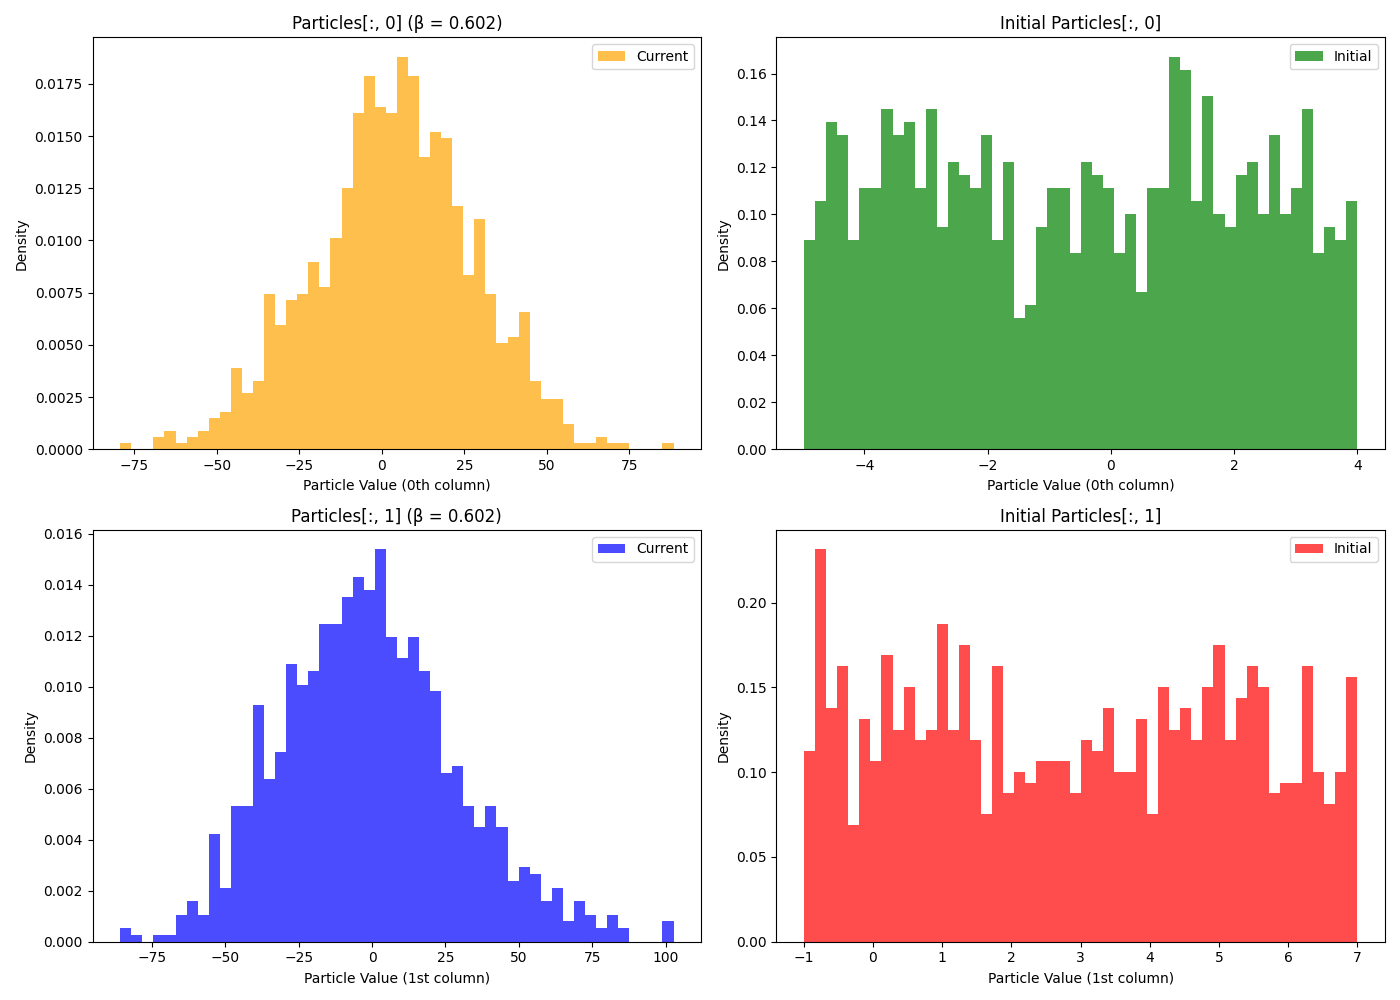 Particles[:, 0] (β = 0.602)
Current
Density
0.0175
0.0150
0.0125
0.0100
0.0075
0.0050
0.0025
0.0000
−75 −50 −25 0 25 50 75
Particle Value (0th column)
Initial Particles[:, 0]
Initial
Density
0.16
0.14
0.12
0.10
0.08
0.06
0.04
0.02
0.00
−4 −2 0 2 4
Particle Value (0th column)
Particles[:, 1] (β = 0.602)
Current
Density
0.016
0.014
0.012
0.010
0.008
0.006
0.004
0.002
0.000
−75 −50 −25 0 25 50 75 100
Particle Value (1st column)
Initial Particles[:, 1]
Initial
Density
0.20
0.15
0.10
0.05
0.00
−1 0 1 2 3 4 5 6 7
Particle Value (1st column)